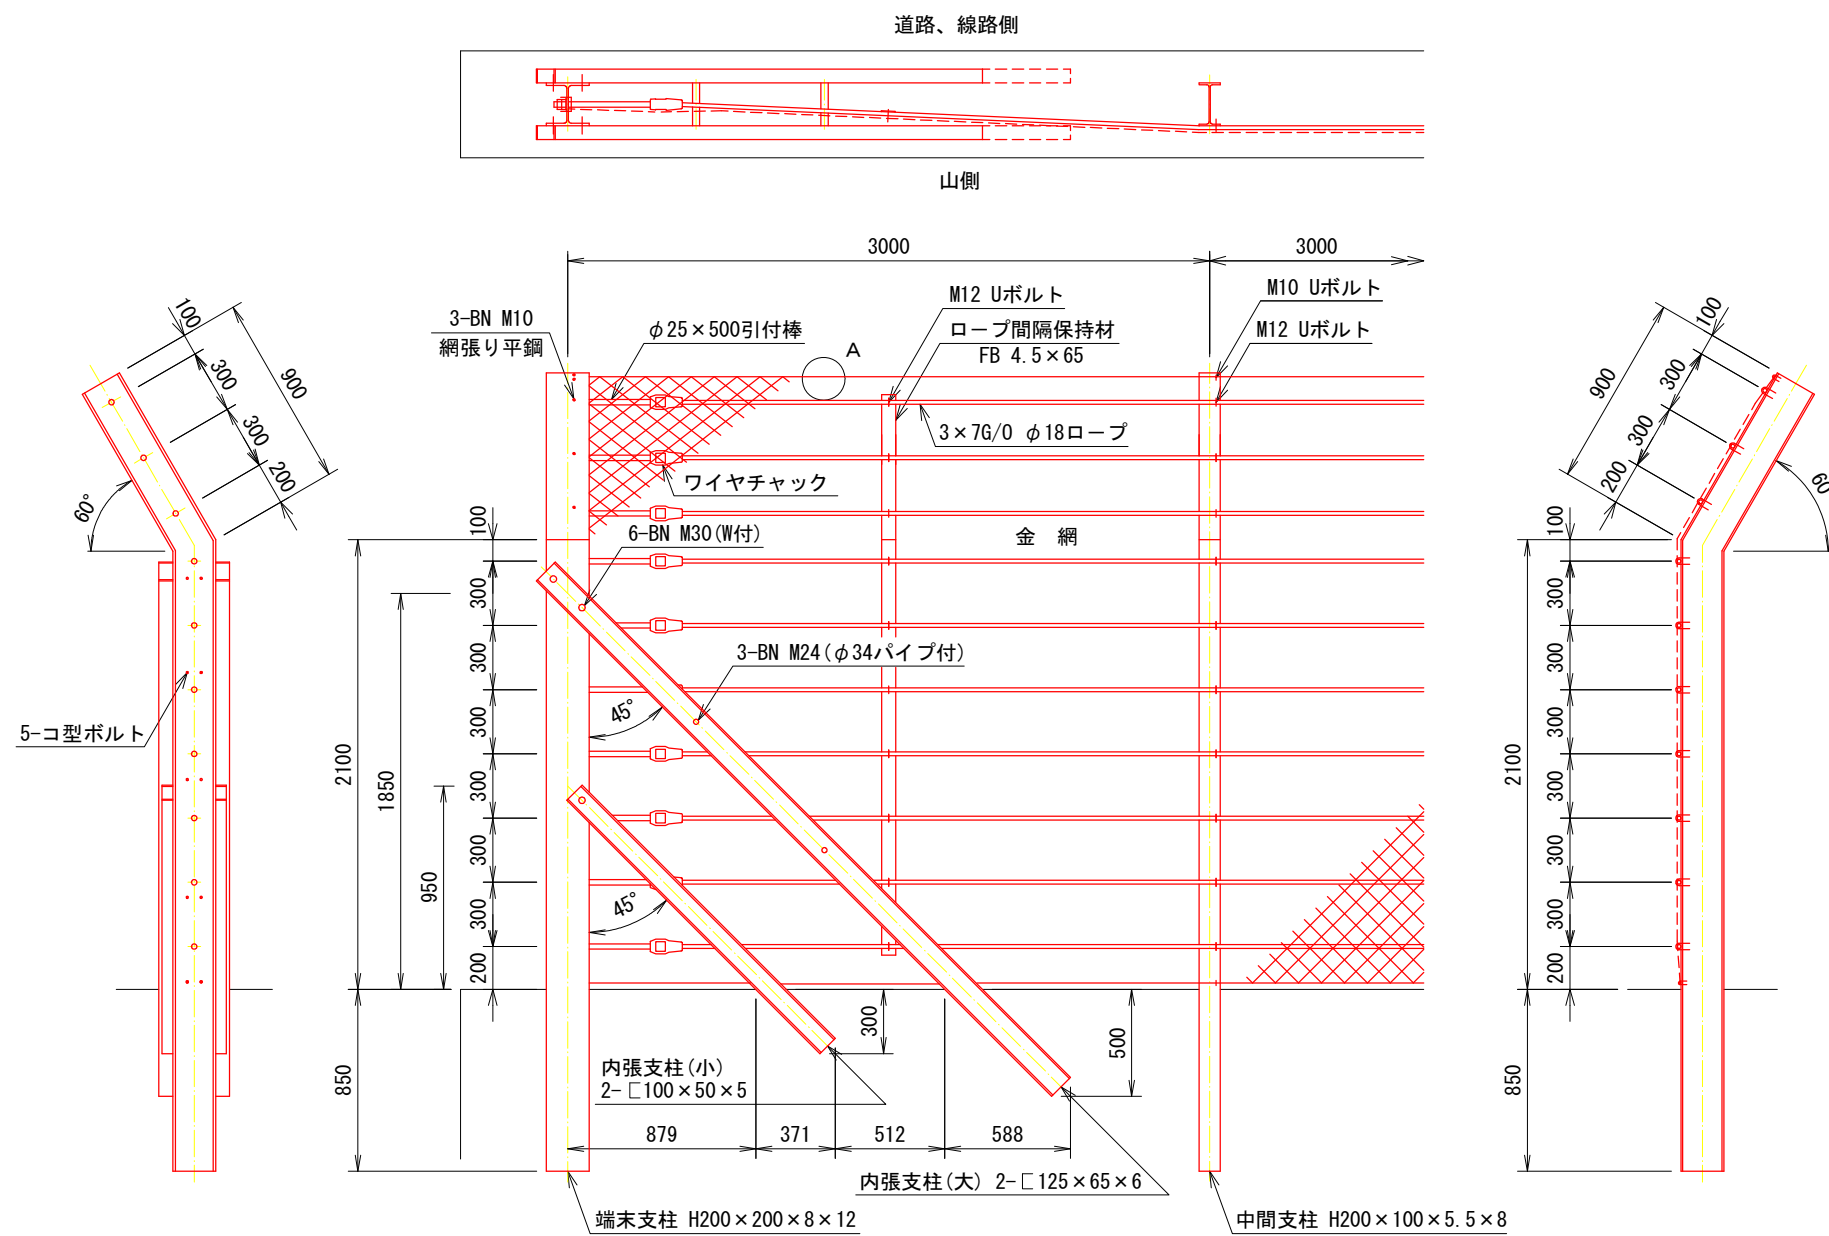 道路、線路側
山側
3000
3000
M12 Uボルト
M10 Uボルト
3-BN M10
網張り平鋼
φ25×500引付棒
ロープ間隔保持材
FB 4.5×65
M12 Uボルト
A
3×7G/O φ18ロープ
ワイヤチャック
6-BN M30(W付)
金 網
3-BN M24(φ34パイプ付)
45°
45°
5-コ型ボルト
100
300
300
200
900
60°
100
300
300
300
300
300
300
200
2100
1850
950
850
300
500
内張支柱(小)
2-[100×50×5
879
371
512
588
内張支柱(大) 2-[125×65×6
端末支柱 H200×200×8×12
中間支柱 H200×100×5.5×8
100
300
300
200
900
60
100
300
300
300
300
300
300
200
2100
850